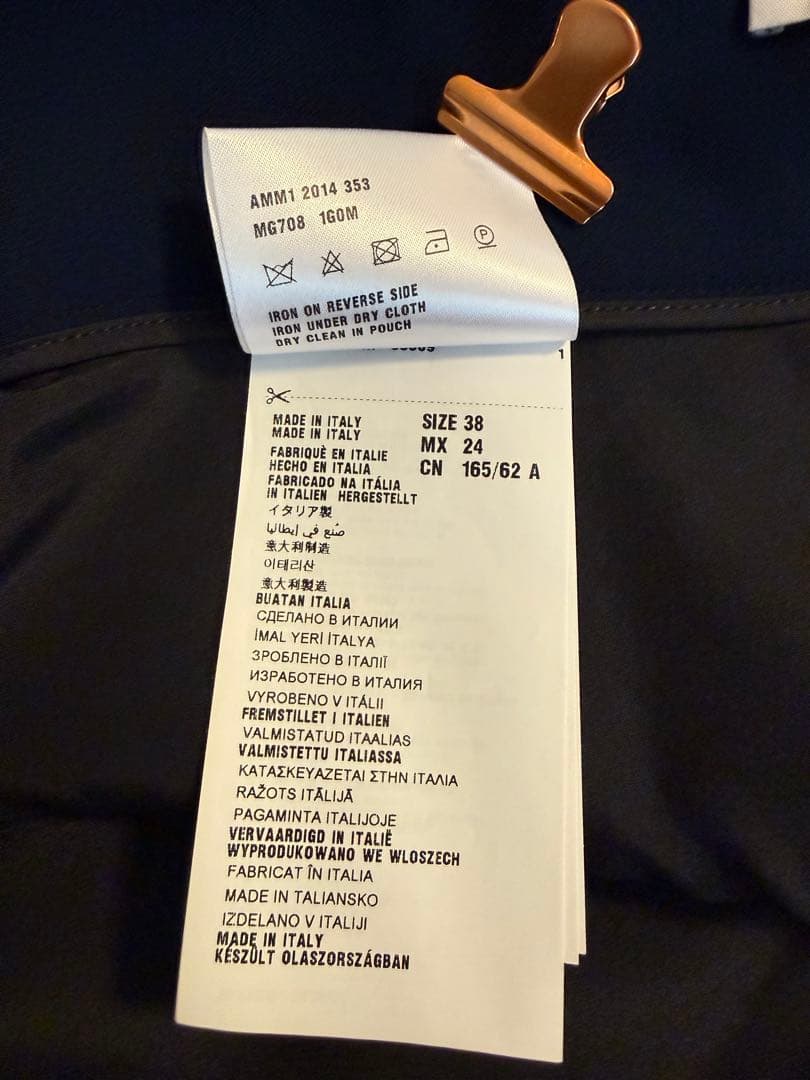 AMM1 2014 353
MG708 1G0M
P
IRON ON REVERSE SIDE
IRON UNDER DRY CLOTH
DRY CLEAN IN POUCH
1
MADE IN ITALY
MADE IN ITALY
FABRIQUÈ EN ITALIE
HECHO EN ITALIA
FABRICADO NA ITÁLIA
IN ITALIEN HERGESTELLT
イタリア製
صُنع في إيطاليا
意大利制造
이태리산
意大利製造
BUATAN ITALIA
СДЕЛАНО В ИТАЛИИ
İMAL YERİ İTALYA
ЗРОБЛЕНО В ІТАЛІЇ
ИЗРАБОТЕНО В ИТАЛИЯ
VYROBENO V ITÁLII
FREMSTILLET I ITALIEN
VALMISTATUD ITAALIAS
VALMISTETTU ITALIASSA
ΚΑΤΑΣΚΕΥΑΖΕΤΑΙ ΣΤΗΝ ΙΤΑΛΙΑ
RAŽOTS ITĀLIJĀ
PAGAMINTA ITALIJOJE
VERVAARDIGD IN ITALIË
WYPRODUKOWANO WE WLOSZECH
FABRICAT ÎN ITALIA
MADE IN TALIANSKO
IZDELANO V ITALIJI
MADE IN ITALY
KÉSZÜLT OLASZORSZÁGBAN
SIZE 38
MX 24
CN 165/62 A